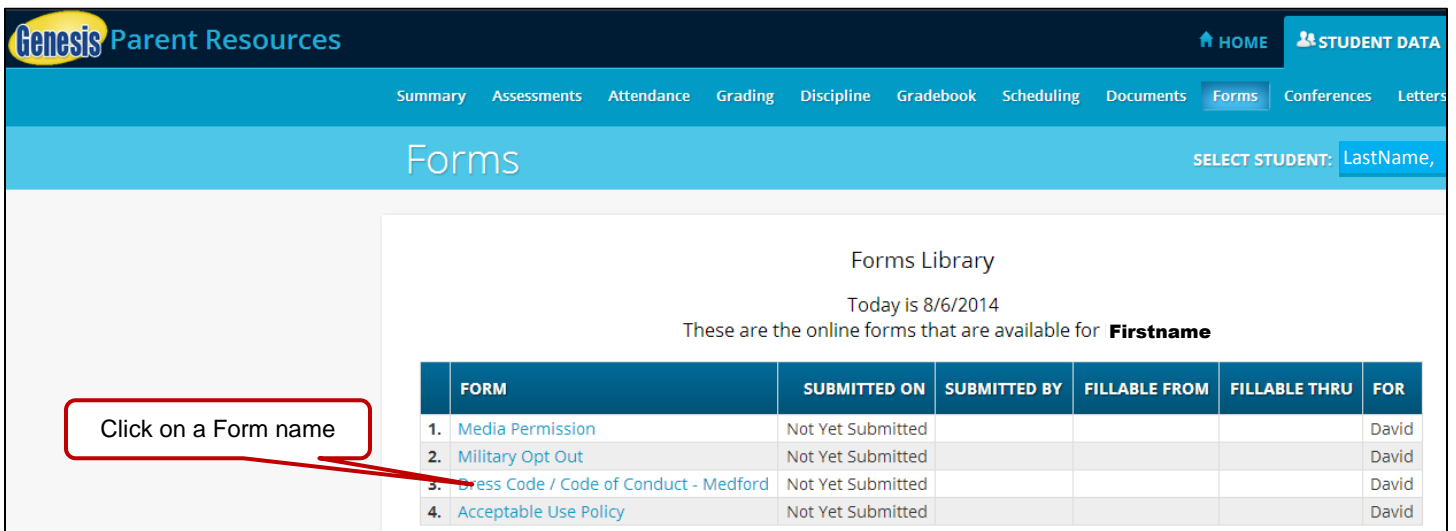 Genesis Parent Resources HOME STUDENT DATA
Summary Assessments Attendance Grading Discipline Gradebook Scheduling Documents Forms Conferences Letters
Forms SELECT STUDENT: LastName,
Forms Library
Today is 8/6/2014
These are the online forms that are available for Firstname
FORM SUBMITTED ON SUBMITTED BY FILLABLE FROM FILLABLE THRU FOR
Click on a Form name
1. Media Permission Not Yet Submitted David
2. Military Opt Out Not Yet Submitted David
3. Dress Code / Code of Conduct - Medford Not Yet Submitted David
4. Acceptable Use Policy Not Yet Submitted David